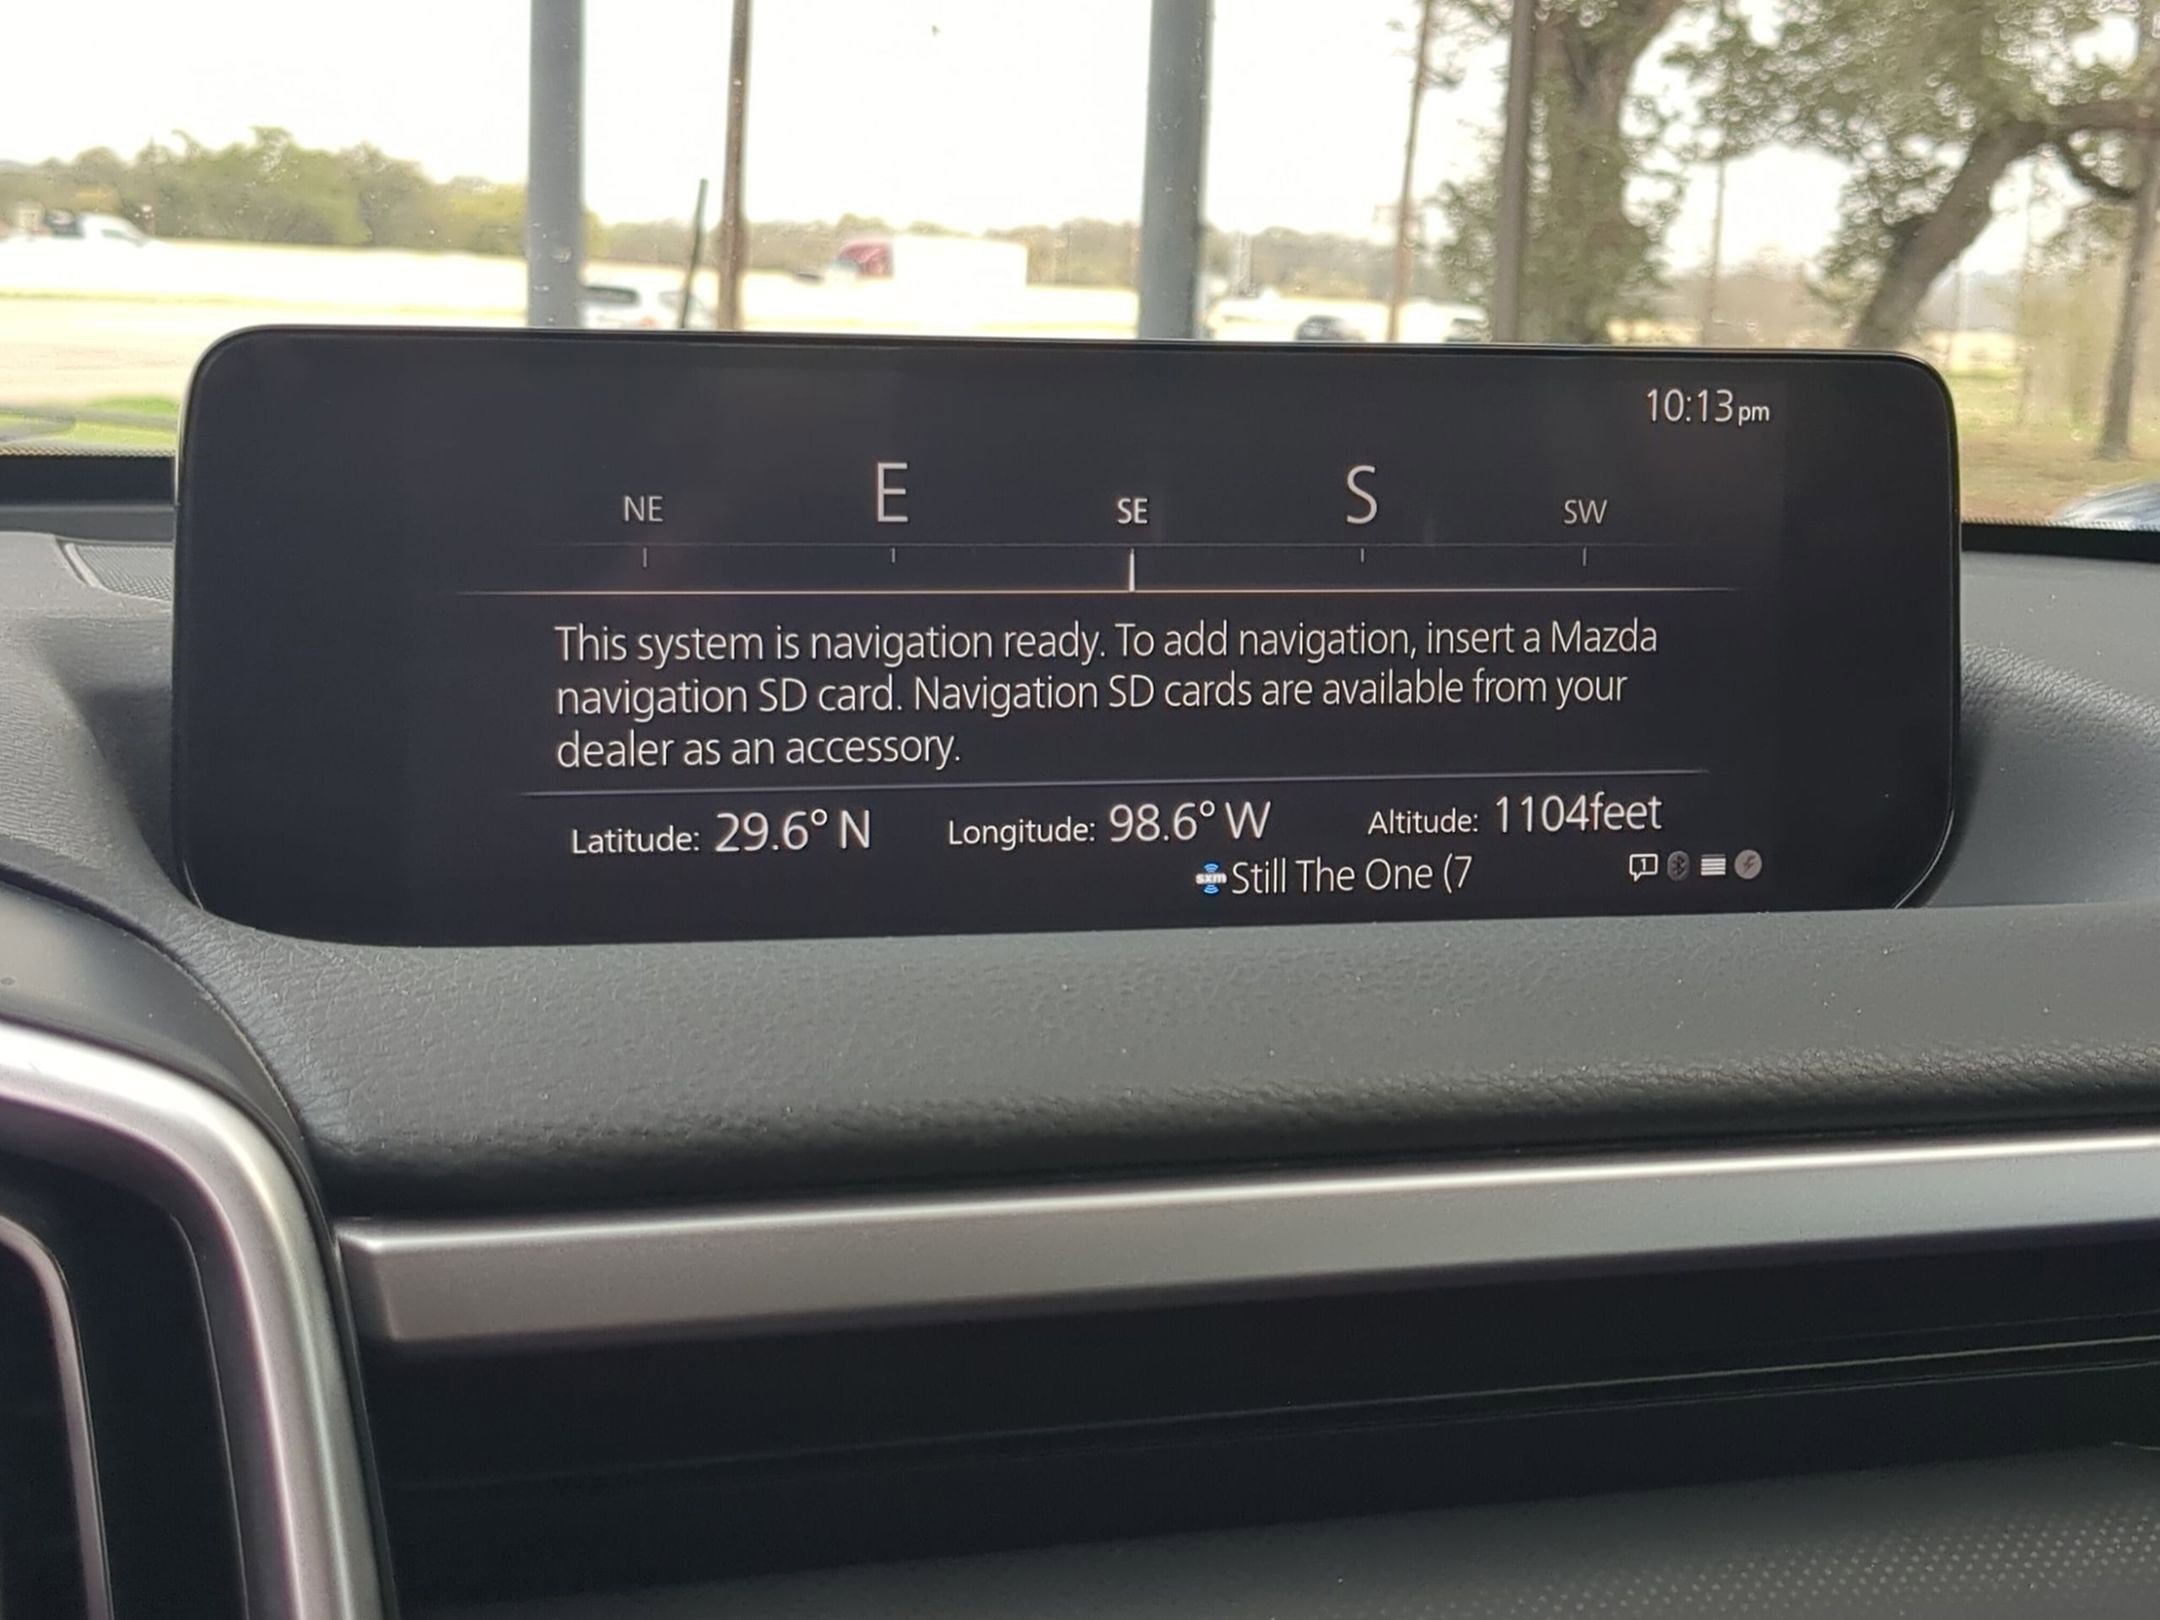 10:13pm
NE E SE S SW
This system is navigation ready. To add navigation, insert a Mazda
navigation SD card. Navigation SD cards are available from your
dealer as an accessory.
Latitude: 29.6° N Longitude: 98.6° W Altitude: 1104feet
sxm Still The One (7
1